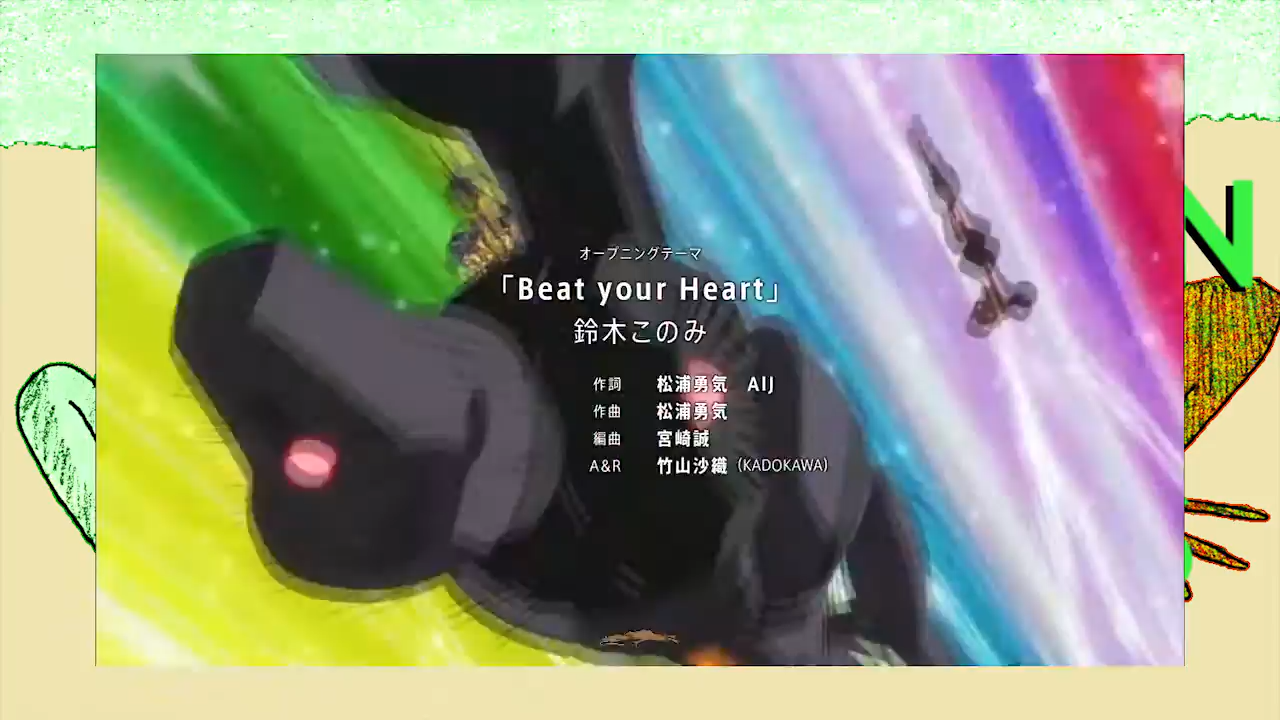 オープニングテーマ
「Beat your Heart」
鈴木このみ
作詞 松浦勇気 AIJ
作曲 松浦勇気
編曲 宮崎誠
A&R 竹山沙織（KADOKAWA）
N